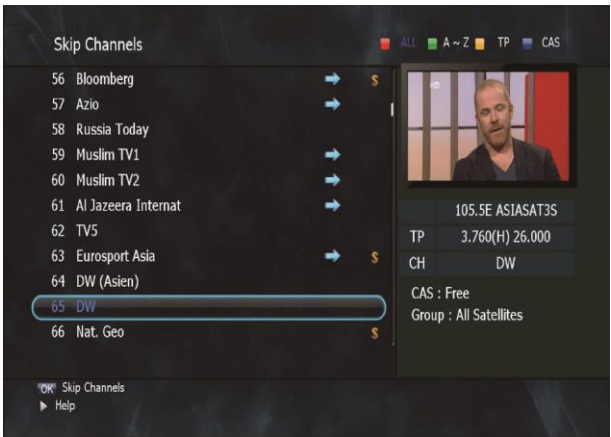 Skip Channels
ALL A ~ Z TP CAS
56 Bloomberg $
57 Azio
58 Russia Today
59 Muslim TV1
60 Muslim TV2
61 Al Jazeera Internat
62 TV5
63 Eurosport Asia $
64 DW (Asien)
65 DW
66 Nat. Geo $
105.5E ASIASAT3S
TP 3.760(H) 26.000
CH DW
CAS : Free
Group : All Satellites
OK Skip Channels
Help